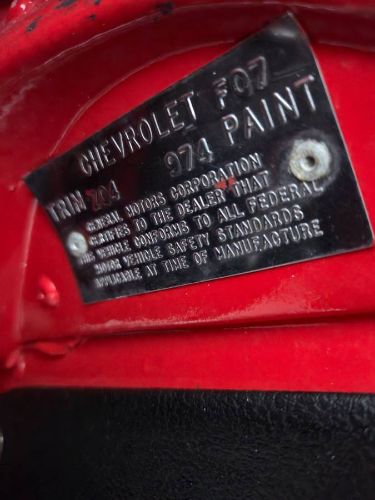 CHEVROLET F07
TRIM 704 974 PAINT
GENERAL MOTORS CORPORATION
CERTIFIES TO THE DEALER THAT
THIS VEHICLE CONFORMS TO ALL FEDERAL
MOTOR VEHICLE SAFETY STANDARDS
APPLICABLE AT TIME OF MANUFACTURE